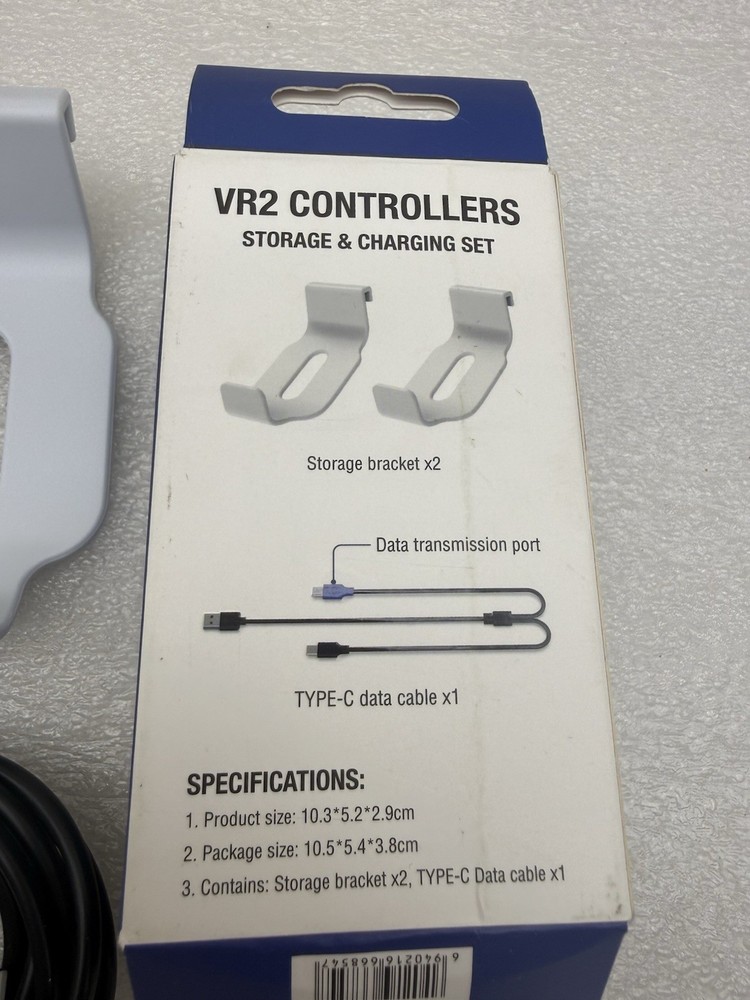 VR2 CONTROLLERS
STORAGE & CHARGING SET
Storage bracket x2
Data transmission port
TYPE-C data cable x1
SPECIFICATIONS:
1. Product size: 10.3*5.2*2.9cm
2. Package size: 10.5*5.4*3.8cm
3. Contains: Storage bracket x2, TYPE-C Data cable x1
6940216668547